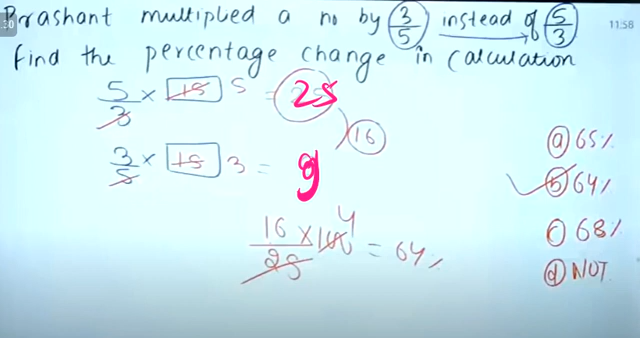 Prashant multiplied a no by 3/5 instead of 5/3
11:58
find the percentage change in calculation
5/3 × 15 5 = 25
16
3/5 × 15 3 = 9
a 65%
b 64%
c 68%
d NOT
16 × 100 4 / 25 = 64%